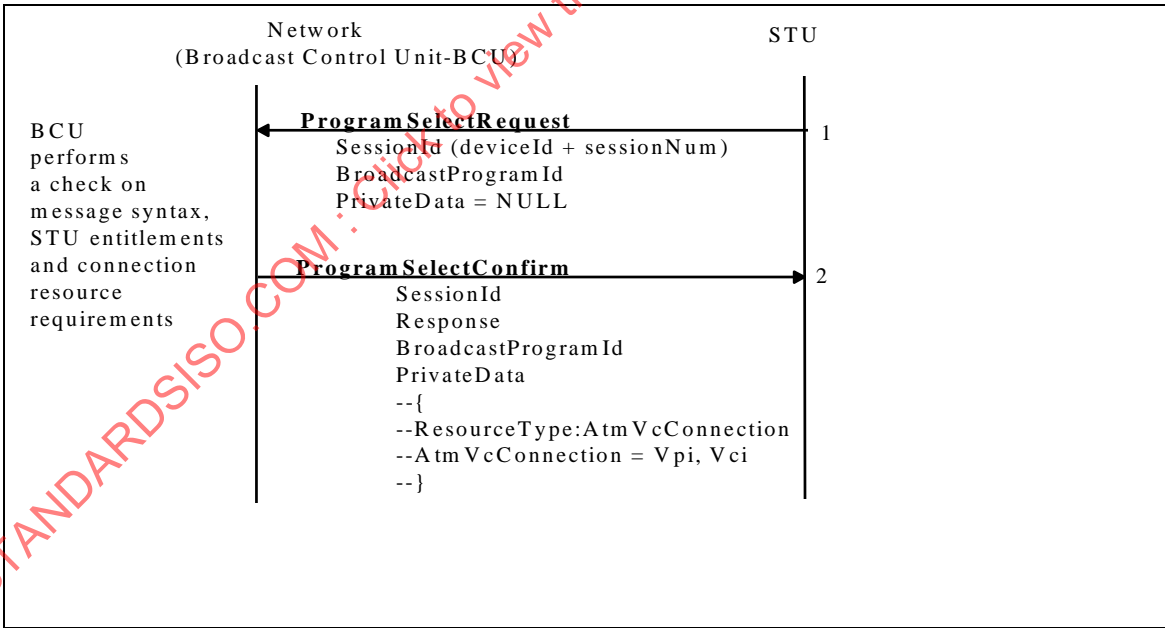 Network
(Broadcast Control Unit-BCU)
STU
BCU
performs
a check on
message syntax,
STU entitlements
and connection
resource
requirements
ProgramSelectRequest
1
SessionId (deviceId + sessionNum)
BroadcastProgramId
PrivateData = NULL
ProgramSelectConfirm
2
SessionId
Response
BroadcastProgramId
PrivateData
--{
--ResourceType:AtmVcConnection
--AtmVcConnection = Vpi, Vci
--}
STANDARDSISO.COM : Click to view t